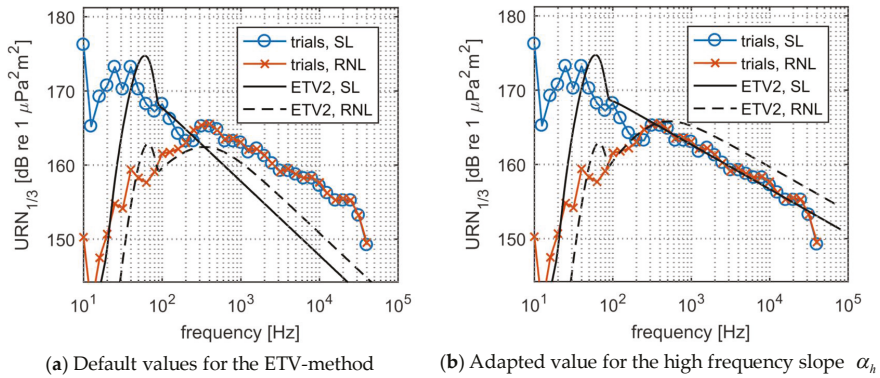 URN1/3 [dB re 1 μPa²m²]
170
160
150
10¹ 10² 10³ 10⁴ 10⁵
frequency [Hz]
trials, SL
trials, RNL
ETV2, SL
ETV2, RNL
(a) Default values for the ETV-method
URN1/3 [dB re 1 μPa²m²]
170
160
150
10¹ 10² 10³ 10⁴ 10⁵
frequency [Hz]
trials, SL
trials, RNL
ETV2, SL
ETV2, RNL
(b) Adapted value for the high frequency slope αh